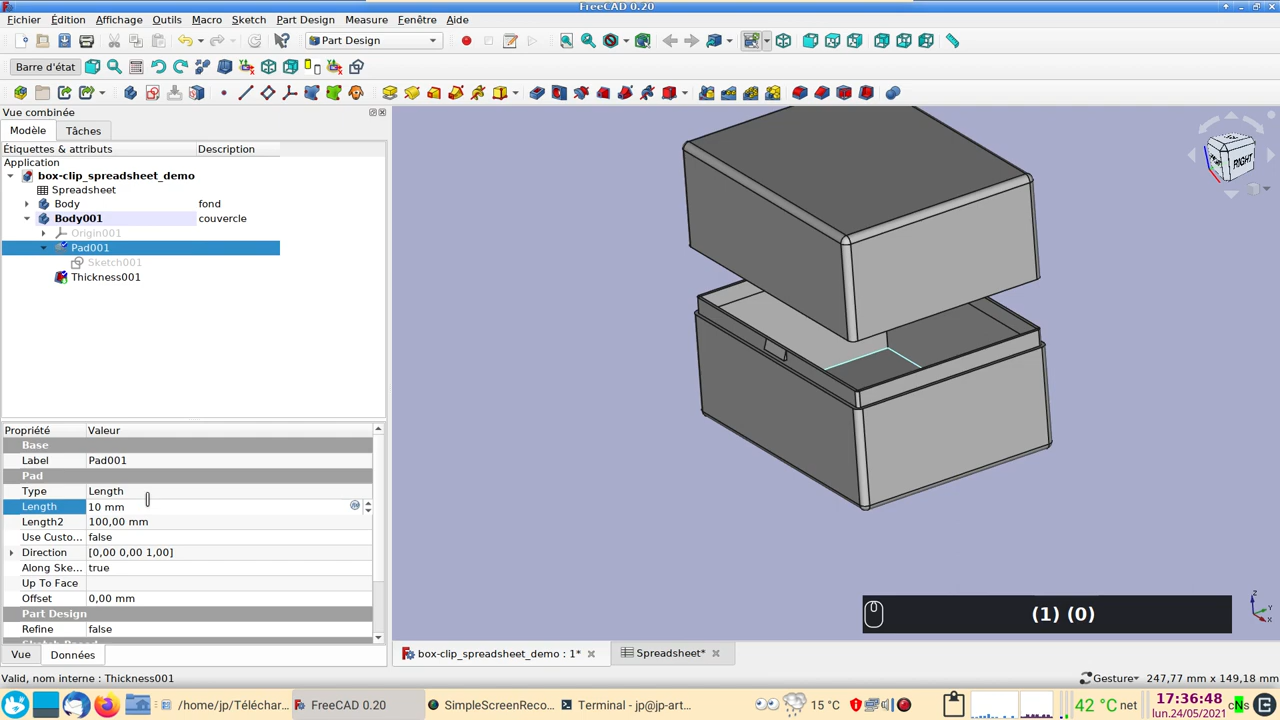 FreeCAD 0.20
Fichier Édition Affichage Outils Macro Sketch Part Design Measure Fenêtre Aide
Part Design
Barre d'état
Vue combinée
Modèle Tâches
Étiquettes & attributs Description
Application
box-clip_spreadsheet_demo
Spreadsheet
Body fond
Body001 couvercle
Origin001
Pad001
Sketch001
Thickness001
RIGHT
Propriété Valeur
Base
Label Pad001
Pad
Type Length
Length 10 mm
Length2 100,00 mm
Use Custo... false
Direction [0,00 0,00 1,00]
Along Ske... true
Up To Face
Offset 0,00 mm
Part Design
Refine false
(1) (0)
Vue Données
box-clip_spreadsheet_demo : 1* Spreadsheet*
Valid, nom interne : Thickness001 Gesture 247,77 mm x 149,18 mm
/home/jp/Téléchar... FreeCAD 0.20 SimpleScreenReco... Terminal - jp@jp-art... 15 °C 42 °C net 17:36:48
lun.24/05/2021